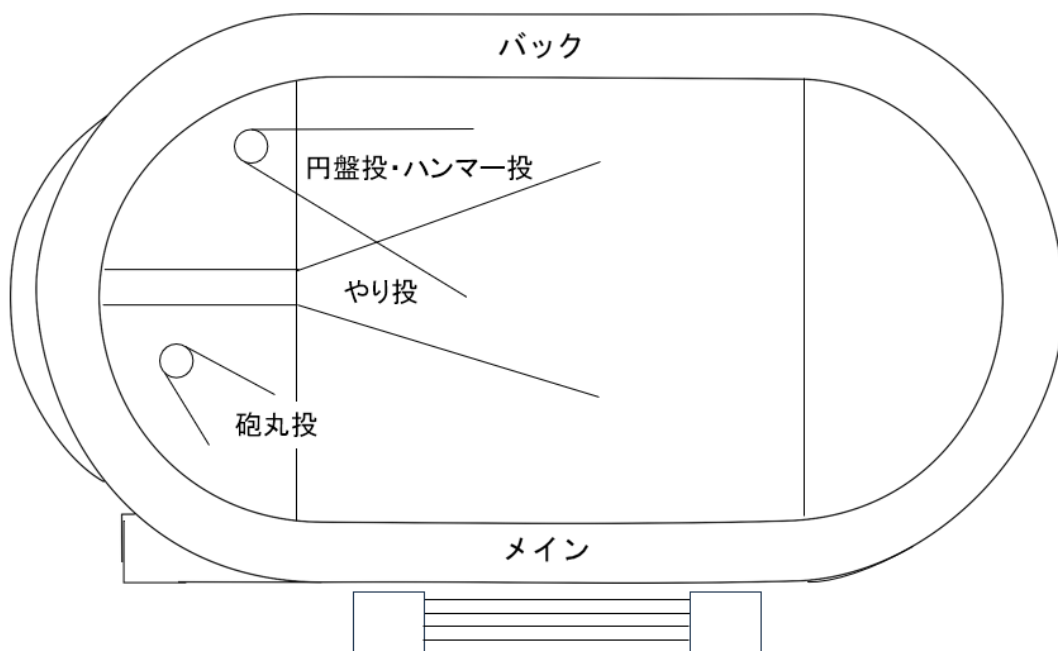 バック
円盤投・ハンマー投
やり投
砲丸投
メイン